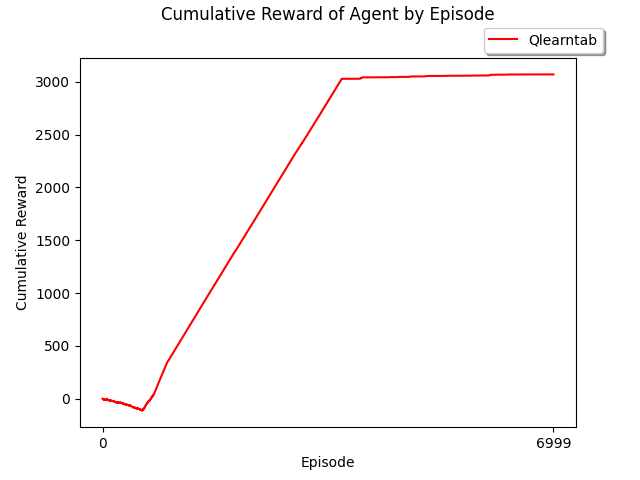 Cumulative Reward of Agent by Episode
Qlearntab
3000
2500
2000
1500
1000
500
0
Cumulative Reward
0
6999
Episode